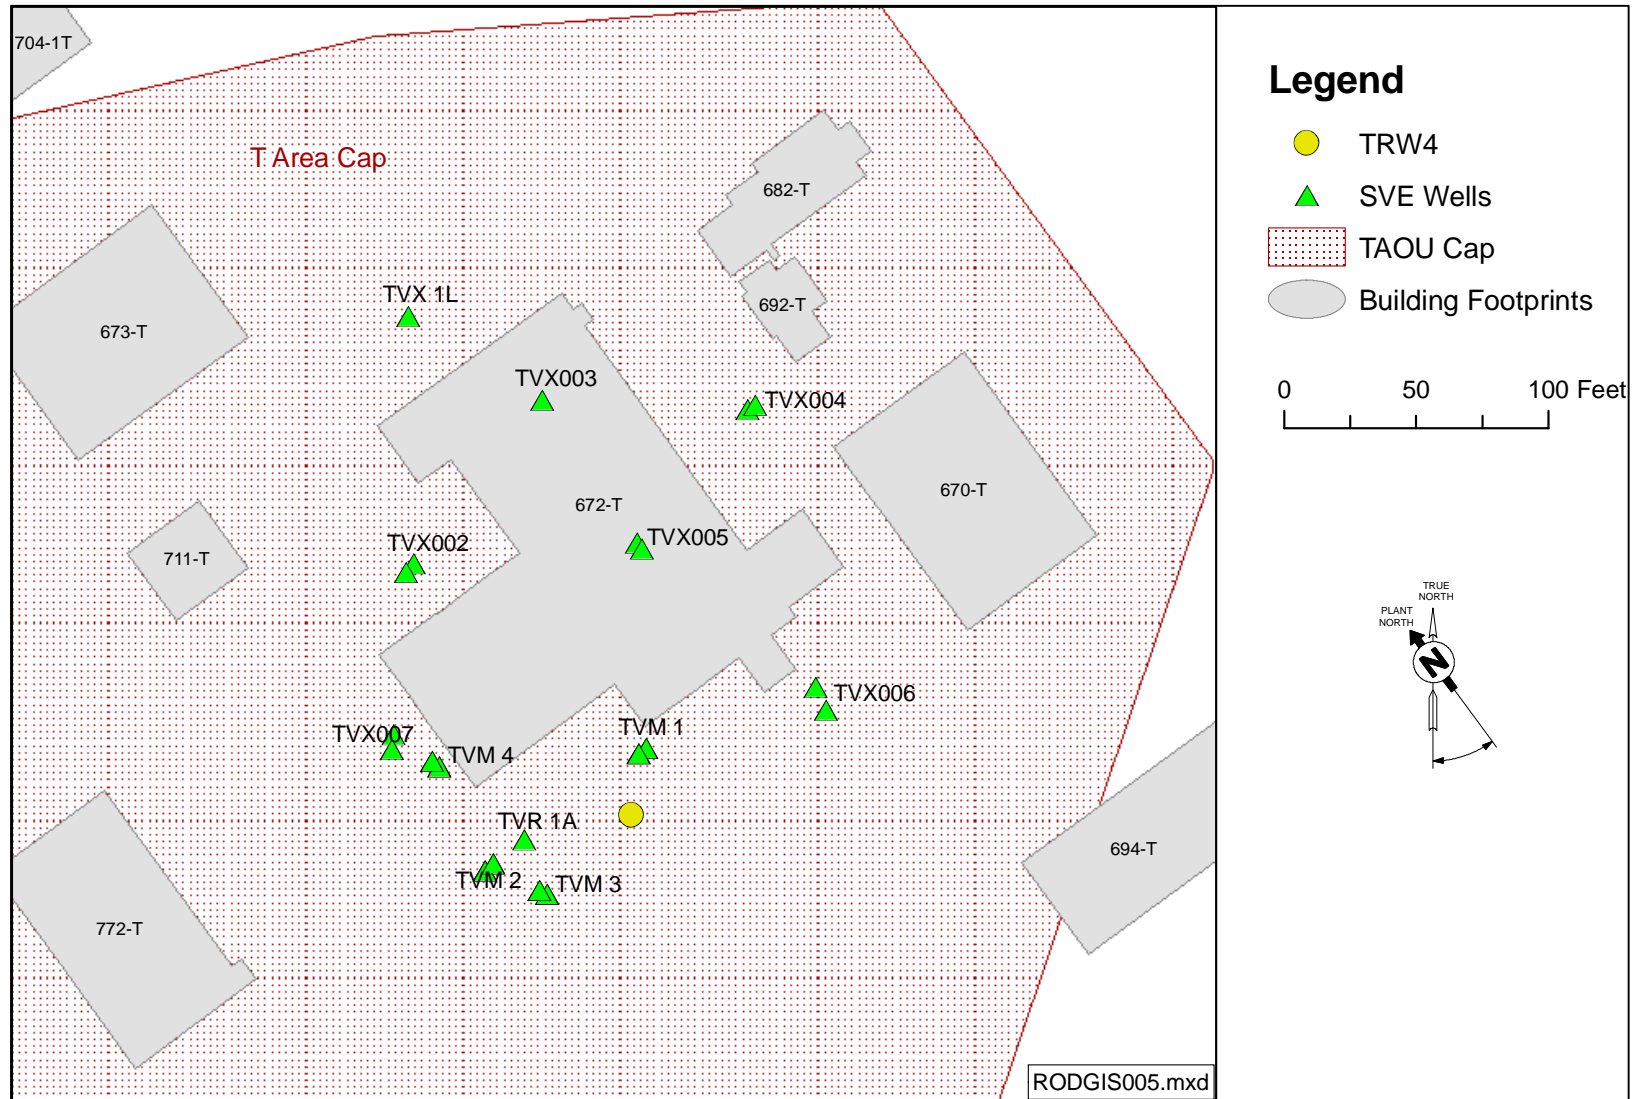 704-1T
T Area Cap
682-T
692-T
TVX 1L
673-T
TVX003
TVX004
670-T
672-T
TVX005
TVX002
711-T
TVX006
TVM 1
TVX007
TVM 4
TVR 1A
TVM 2
TVM 3
694-T
772-T
RODGIS005.mxd
Legend
TRW4
SVE Wells
TAOU Cap
Building Footprints
0 50 100 Feet
TRUE
NORTH
PLANT
NORTH
N